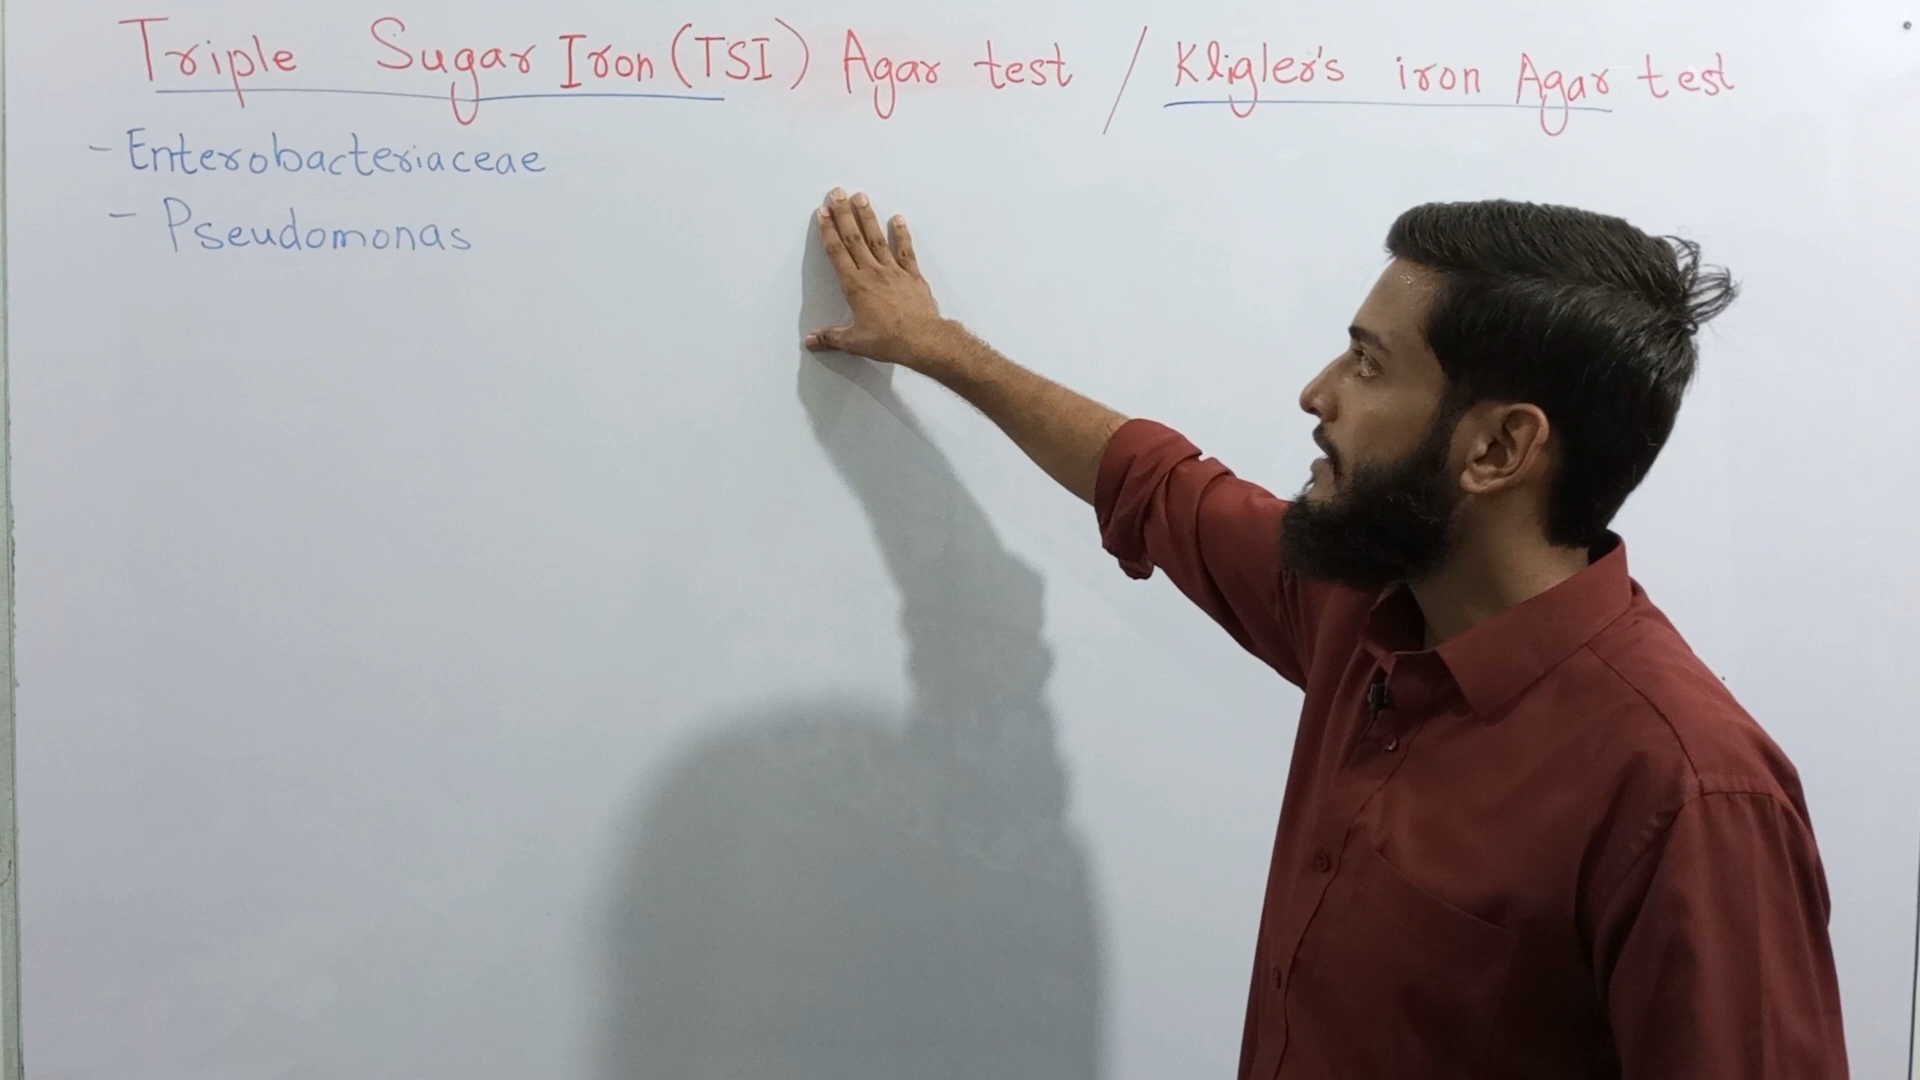 Triple Sugar Iron (TSI) Agar test / Kligler's iron Agar test
- Enterobacteriaceae
- Pseudomonas